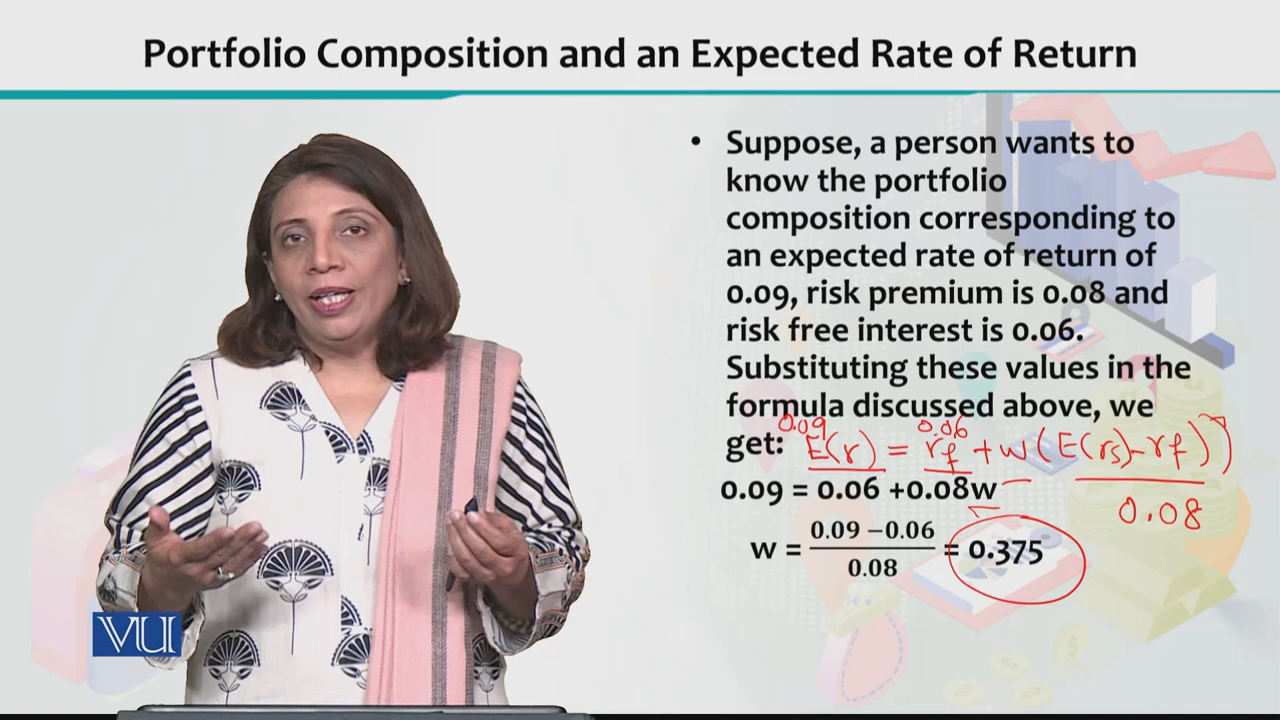 Portfolio Composition and an Expected Rate of Return
• Suppose, a person wants to
know the portfolio
composition corresponding to
an expected rate of return of
0.09, risk premium is 0.08 and
risk free interest is 0.06.
Substituting these values in the
formula discussed above, we
0.09 0.06
get: E(r) = rf + w(E(rs)-rf))
0.09 = 0.06 +0.08w
0.08
w = (0.09 −0.06)/0.08 = 0.375
VU